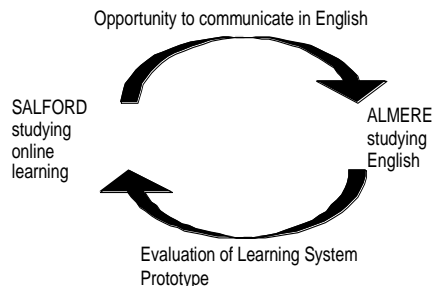 Opportunity to communicate in English
SALFORD
studying
online
learning
ALMERE
studying
English
Evaluation of Learning System
Prototype